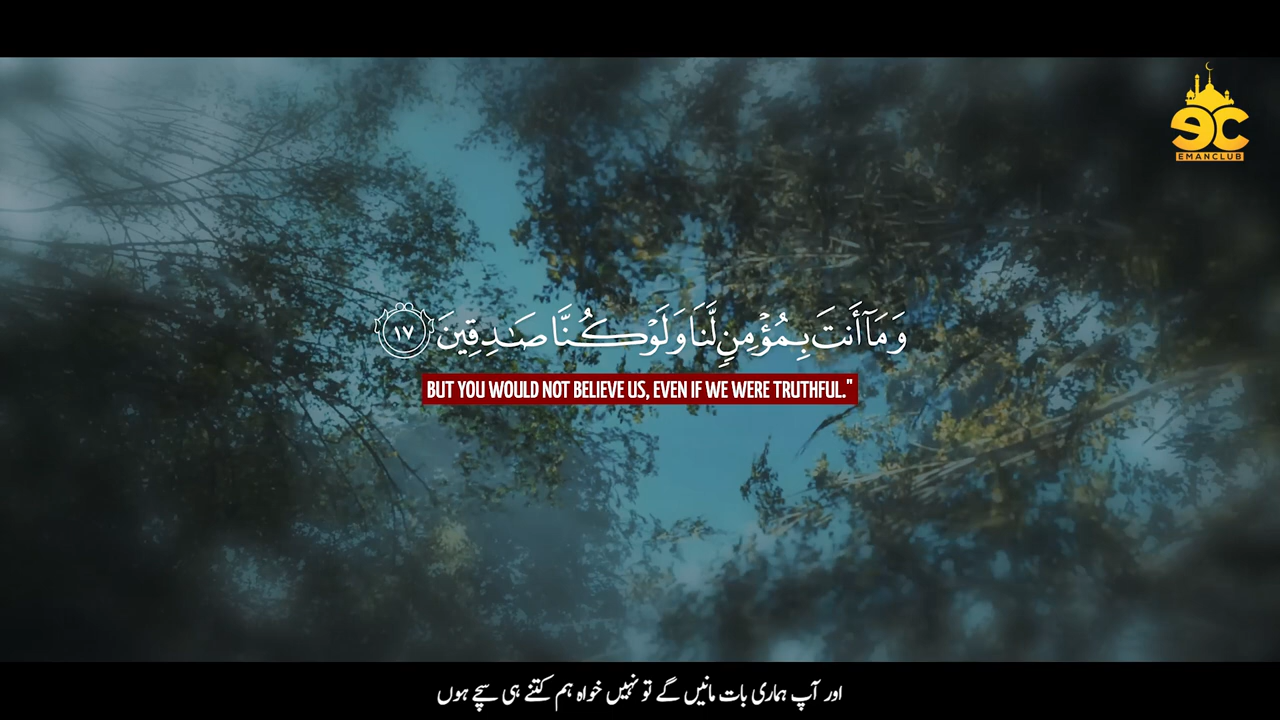 EC
EMANCLUB
وَمَآ أَنتَ بِمُؤْمِنٍ لَّنَا وَلَوْ كُنَّا صَـٰدِقِينَ ١٧
BUT YOU WOULD NOT BELIEVE US, EVEN IF WE WERE TRUTHFUL."
اور آپ ہماری بات مانیں گے تو نہیں خواہ ہم کتنے ہی سچے ہوں